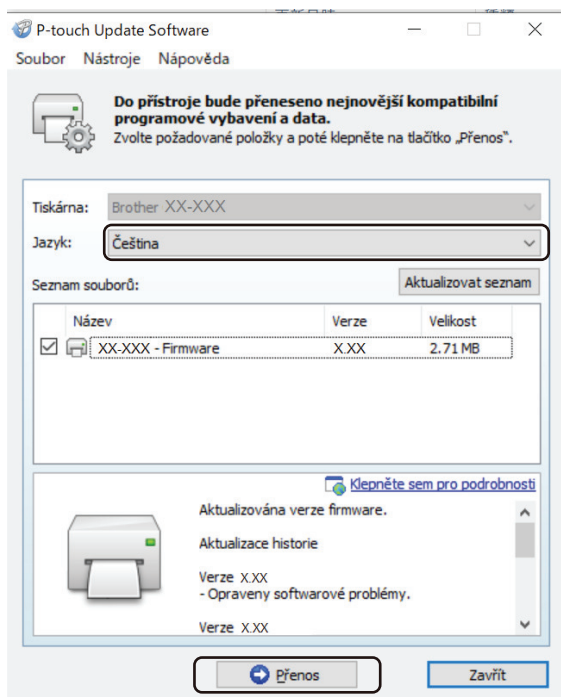 P-touch Update Software
Soubor Nástroje Nápověda
Do přístroje bude přeneseno nejnovější kompatibilní
programové vybavení a data.
Zvolte požadované položky a poté klepněte na tlačítko „Přenos".
Tiskárna: Brother XX-XXX
Jazyk: Čeština
Seznam souborů: Aktualizovat seznam
Název Verze Velikost
XX-XXX - Firmware X.XX 2.71 MB
Klepněte sem pro podrobnosti
Aktualizována verze firmware.
Aktualizace historie
Verze X.XX
- Opraveny softwarové problémy.
Verze X.XX
Přenos Zavřít